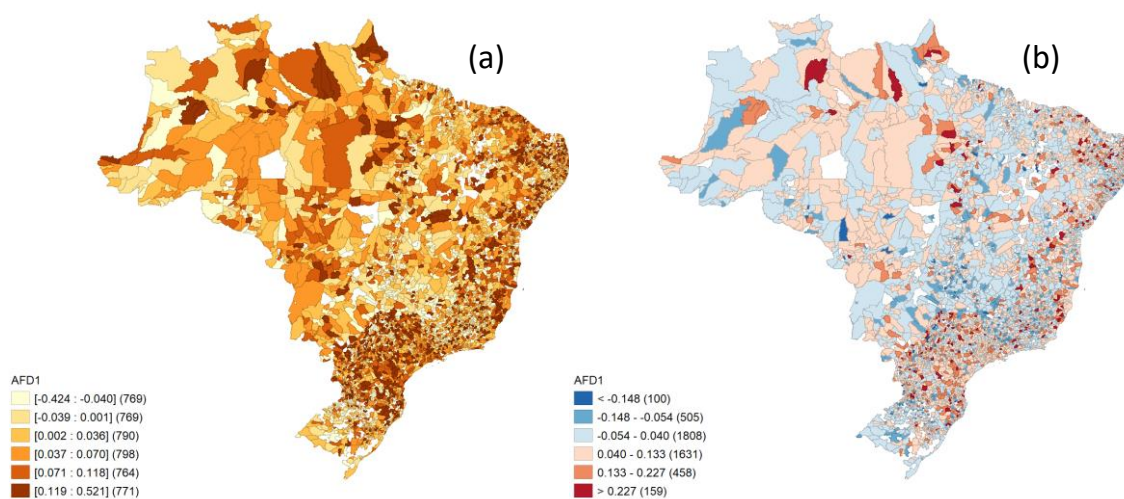 (a)
AFD1
[-0.424 : -0.040] (769)
[-0.039 : 0.001] (769)
[0.002 : 0.036] (790)
[0.037 : 0.070] (798)
[0.071 : 0.118] (764)
[0.119 : 0.521] (771)
(b)
AFD1
< -0.148 (100)
-0.148 - -0.054 (505)
-0.054 - 0.040 (1808)
0.040 - 0.133 (1631)
0.133 - 0.227 (458)
> 0.227 (159)